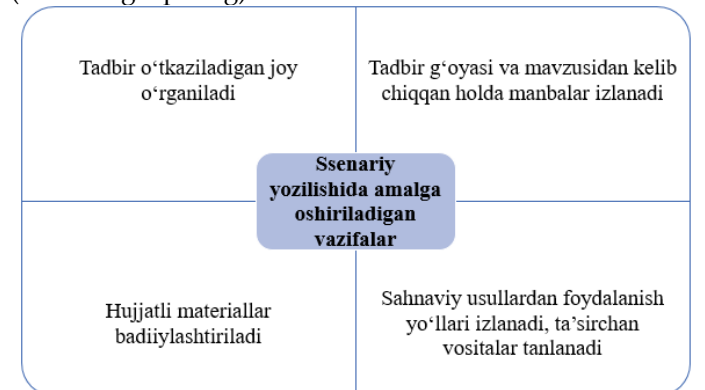 Tadbir o‘tkaziladigan joy
o‘rganiladi
Tadbir g‘oyasi va mavzusidan kelib
chiqqan holda manbalar izlanadi
Ssenariy
yozilishida amalga
oshiriladigan
vazifalar
Hujjatli materiallar
badiiylashtiriladi
Sahnaviy usullardan foydalanish
yo‘llari izlanadi, ta’sirchan
vositalar tanlanadi